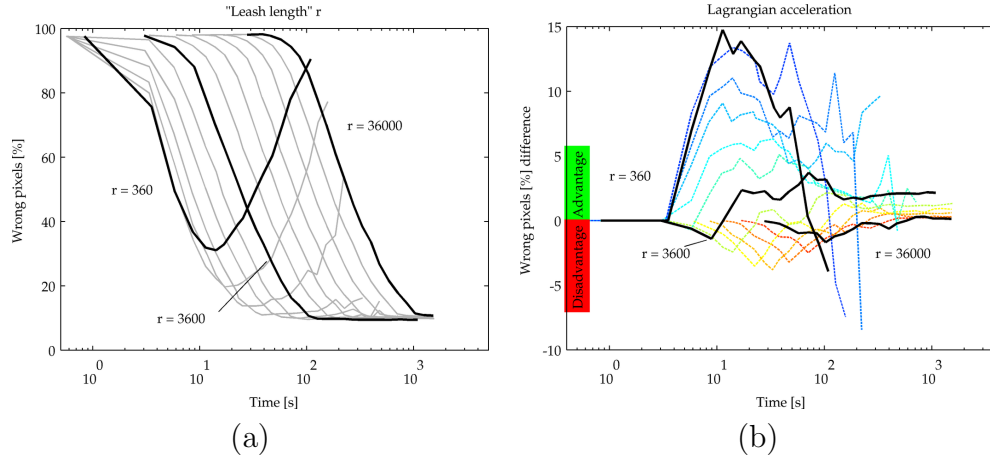 "Leash length" r
Wrong pixels [%]
100
80
60
40
20
0
r = 36000
r = 360
r = 3600
10 0
10 1
10 2
10 3
Time [s]
(a)
Lagrangian acceleration
Wrong pixels [%] difference
15
10
5
0
-5
-10
Advantage
Disadvantage
r = 360
r = 3600
r = 36000
10 0
10 1
10 2
10 3
Time [s]
(b)